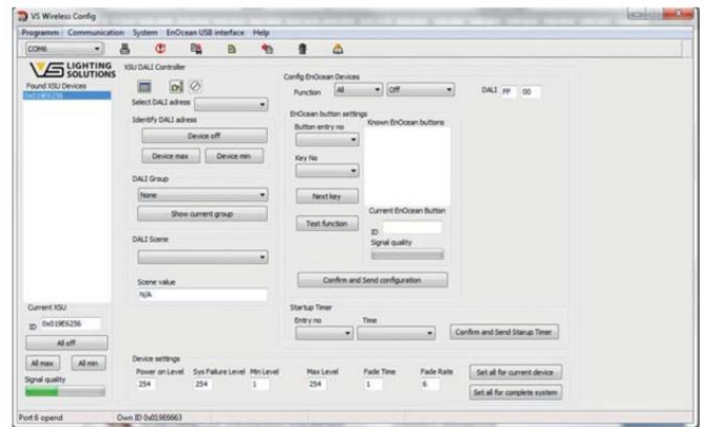 VS Wireless Config
Programm Communication System EnOcean USB interface Help
COM6
VS LIGHTING SOLUTIONS
Found XSU Devices
0x019E6256
Current XSU
ID 0x019E6256
All off
All max All min
Signal quality
XSU DALI Controller
Select DALI adress
Identify DALI adress
Device off
Device max Device min
DALI Group
None
Show current group
DALI Scene
Scene value
N/A
Config EnOcean Devices
Function All Off DALI FF 00
EnOcean button settings
Button entry no
Known EnOcean buttons
Key No
Next key
Test function
Current EnOcean Button
ID
Signal quality
Confirm and Send configuration
Startup Timer
Entry no Time
Confirm and Send Starup Timer
Device settings
Power on Level Sys Failure Level Min Level Max Level Fade Time Fade Rate
254 254 1 254 1 6
Set all for current device
Set all for complete system
Port 6 opend Own ID 0x019E6663